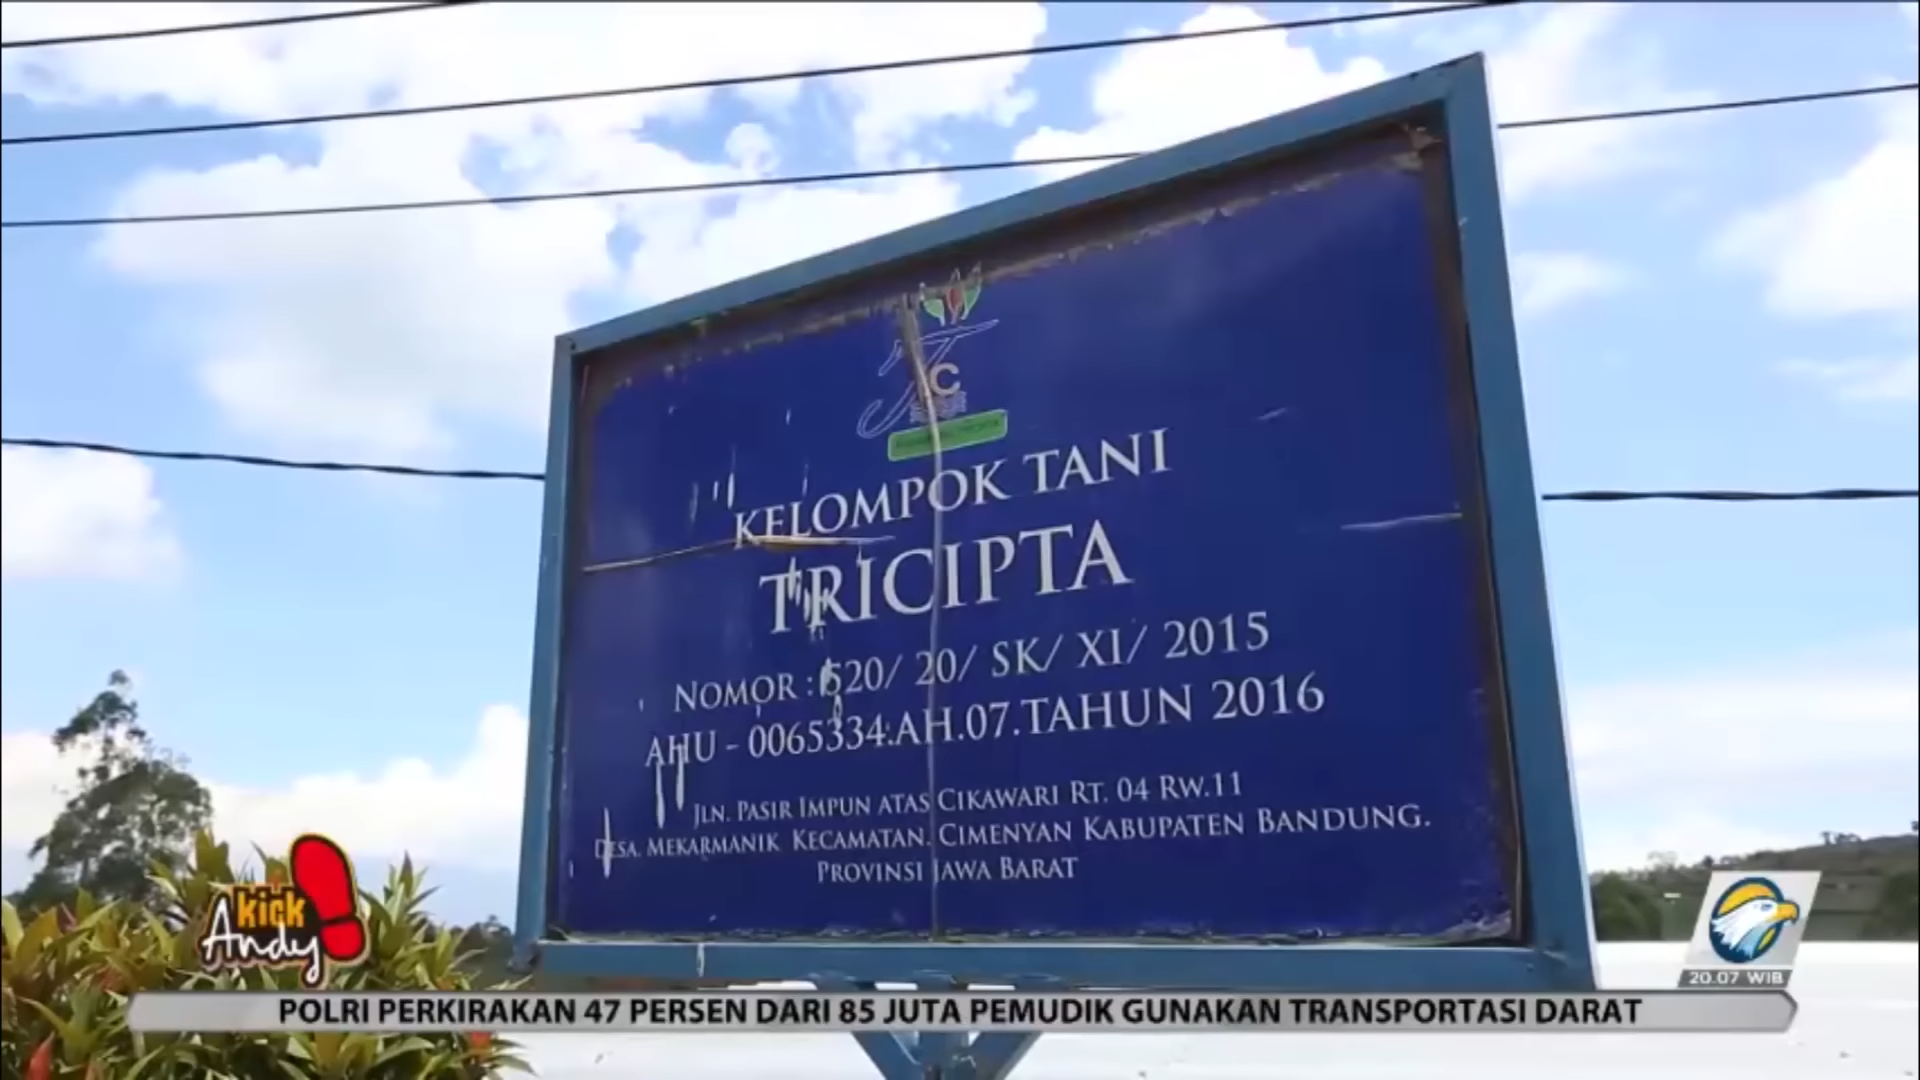 TC
KELOMPOK TANI
TRICIPTA
NOMOR : 520/ 20/ SK/ XI/ 2015
AHU - 0065334.AH.07.TAHUN 2016
JLN. PASIR IMPUN ATAS CIKAWARI RT. 04 RW.11
DESA. MEKARMANIK KECAMATAN. CIMENYAN KABUPATEN BANDUNG.
PROVINSI JAWA BARAT
kick
Andy
20.07 WIB
POLRI PERKIRAKAN 47 PERSEN DARI 85 JUTA PEMUDIK GUNAKAN TRANSPORTASI DARAT